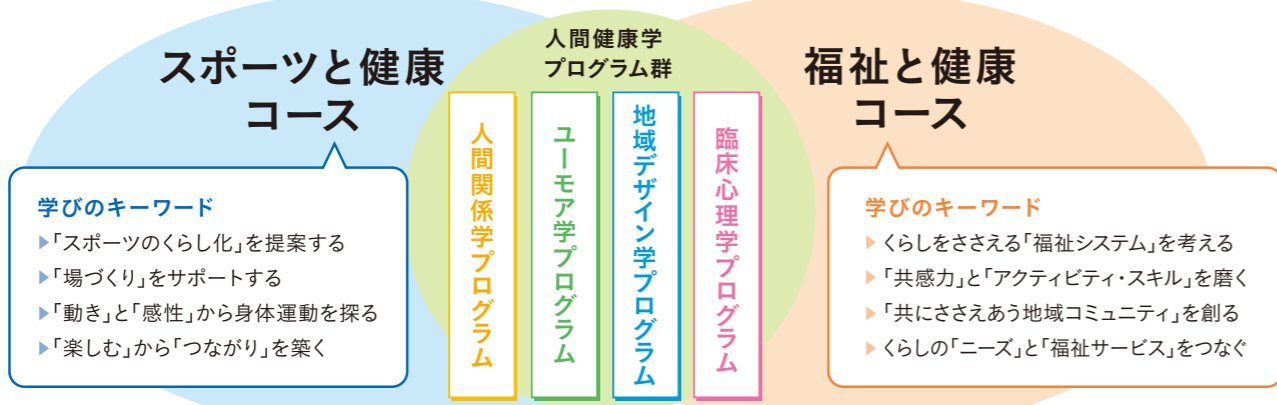 スポーツと健康
コース
学びのキーワード
▶「スポーツのくらし化」を提案する
▶「場づくり」をサポートする
▶「動き」と「感性」から身体運動を探る
▶「楽しむ」から「つながり」を築く
人間健康学
プログラム群
人間関係学プログラム
ユーモア学プログラム
地域デザイン学プログラム
臨床心理学プログラム
福祉と健康
コース
学びのキーワード
▶くらしをささえる「福祉システム」を考える
▶「共感力」と「アクティビティ・スキル」を磨く
▶「共にささえあう地域コミュニティ」を創る
▶くらしの「ニーズ」と「福祉サービス」をつなぐ